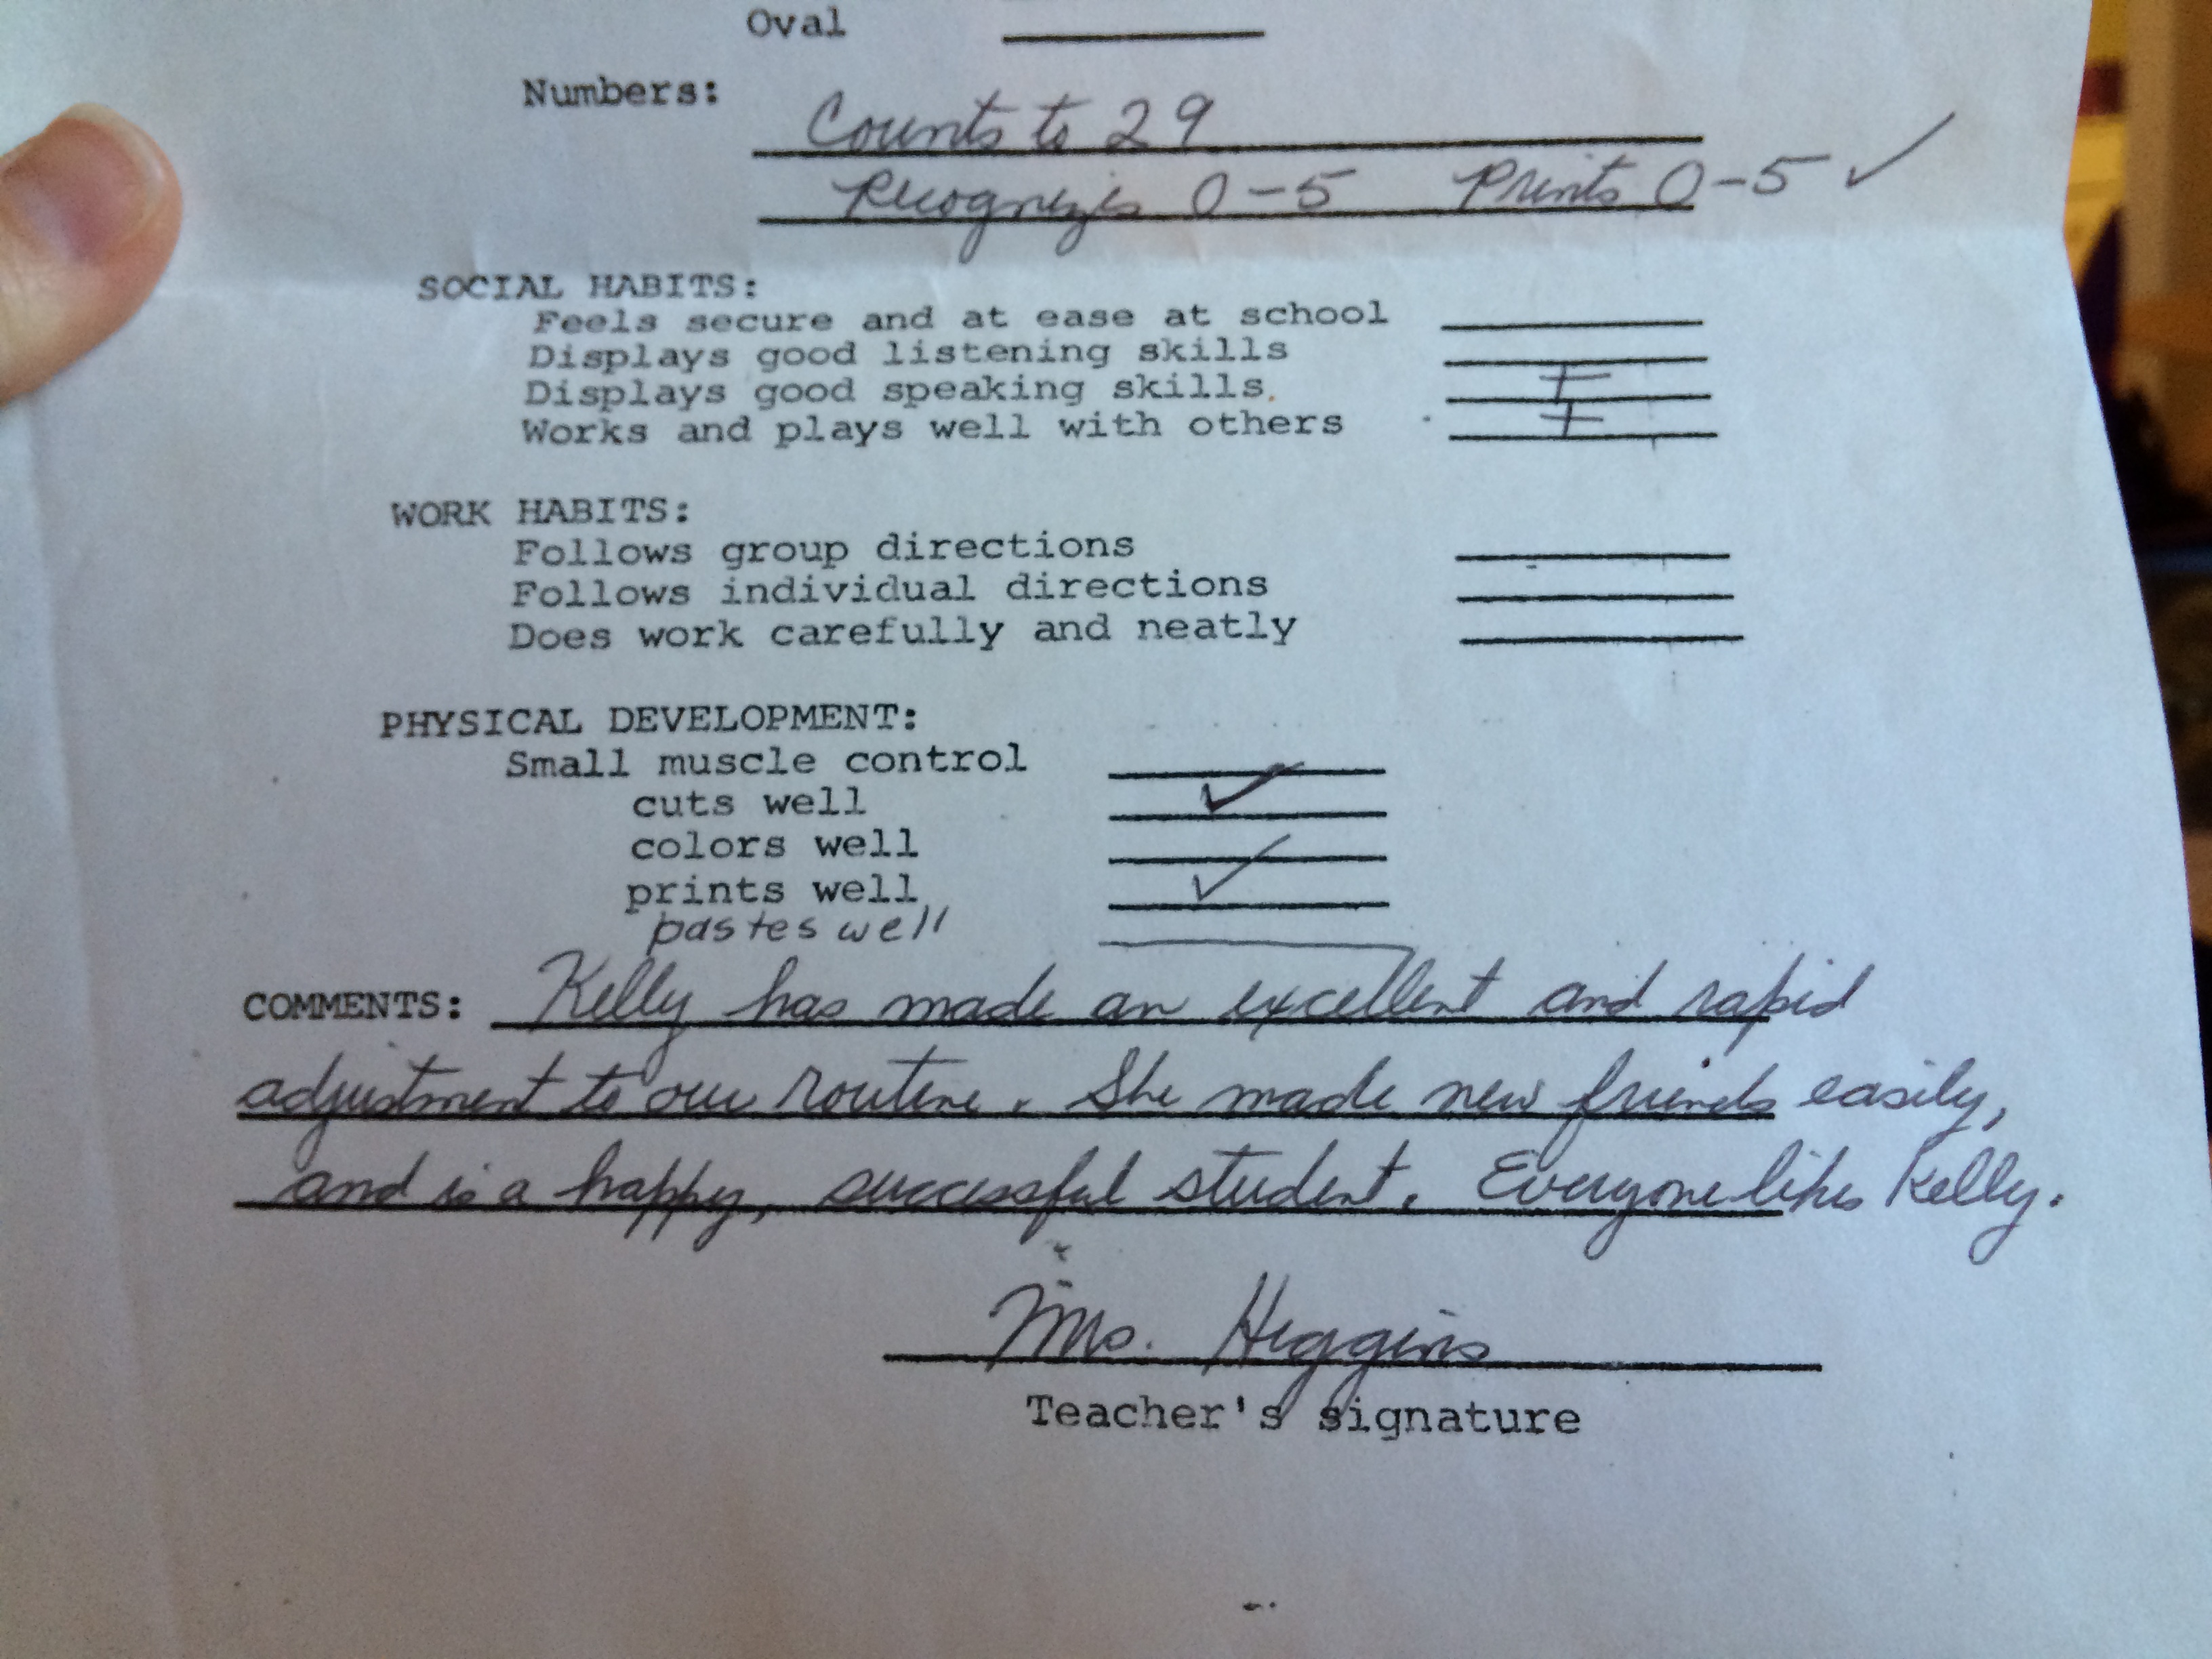 Oval
Numbers: Counts to 29
Recognizes 0-5 Prints 0-5 ✓
SOCIAL HABITS:
Feels secure and at ease at school
Displays good listening skills
Displays good speaking skills. +
Works and plays well with others +
WORK HABITS:
Follows group directions
Follows individual directions
Does work carefully and neatly
PHYSICAL DEVELOPMENT:
Small muscle control
cuts well ✓
colors well
prints well ✓
pastes well
COMMENTS: Kelly has made an excellent and rapid
adjustment to our routine. She made new friends easily,
and is a happy, successful student. Everyone likes Kelly.
Mrs. Higgins
Teacher's signature